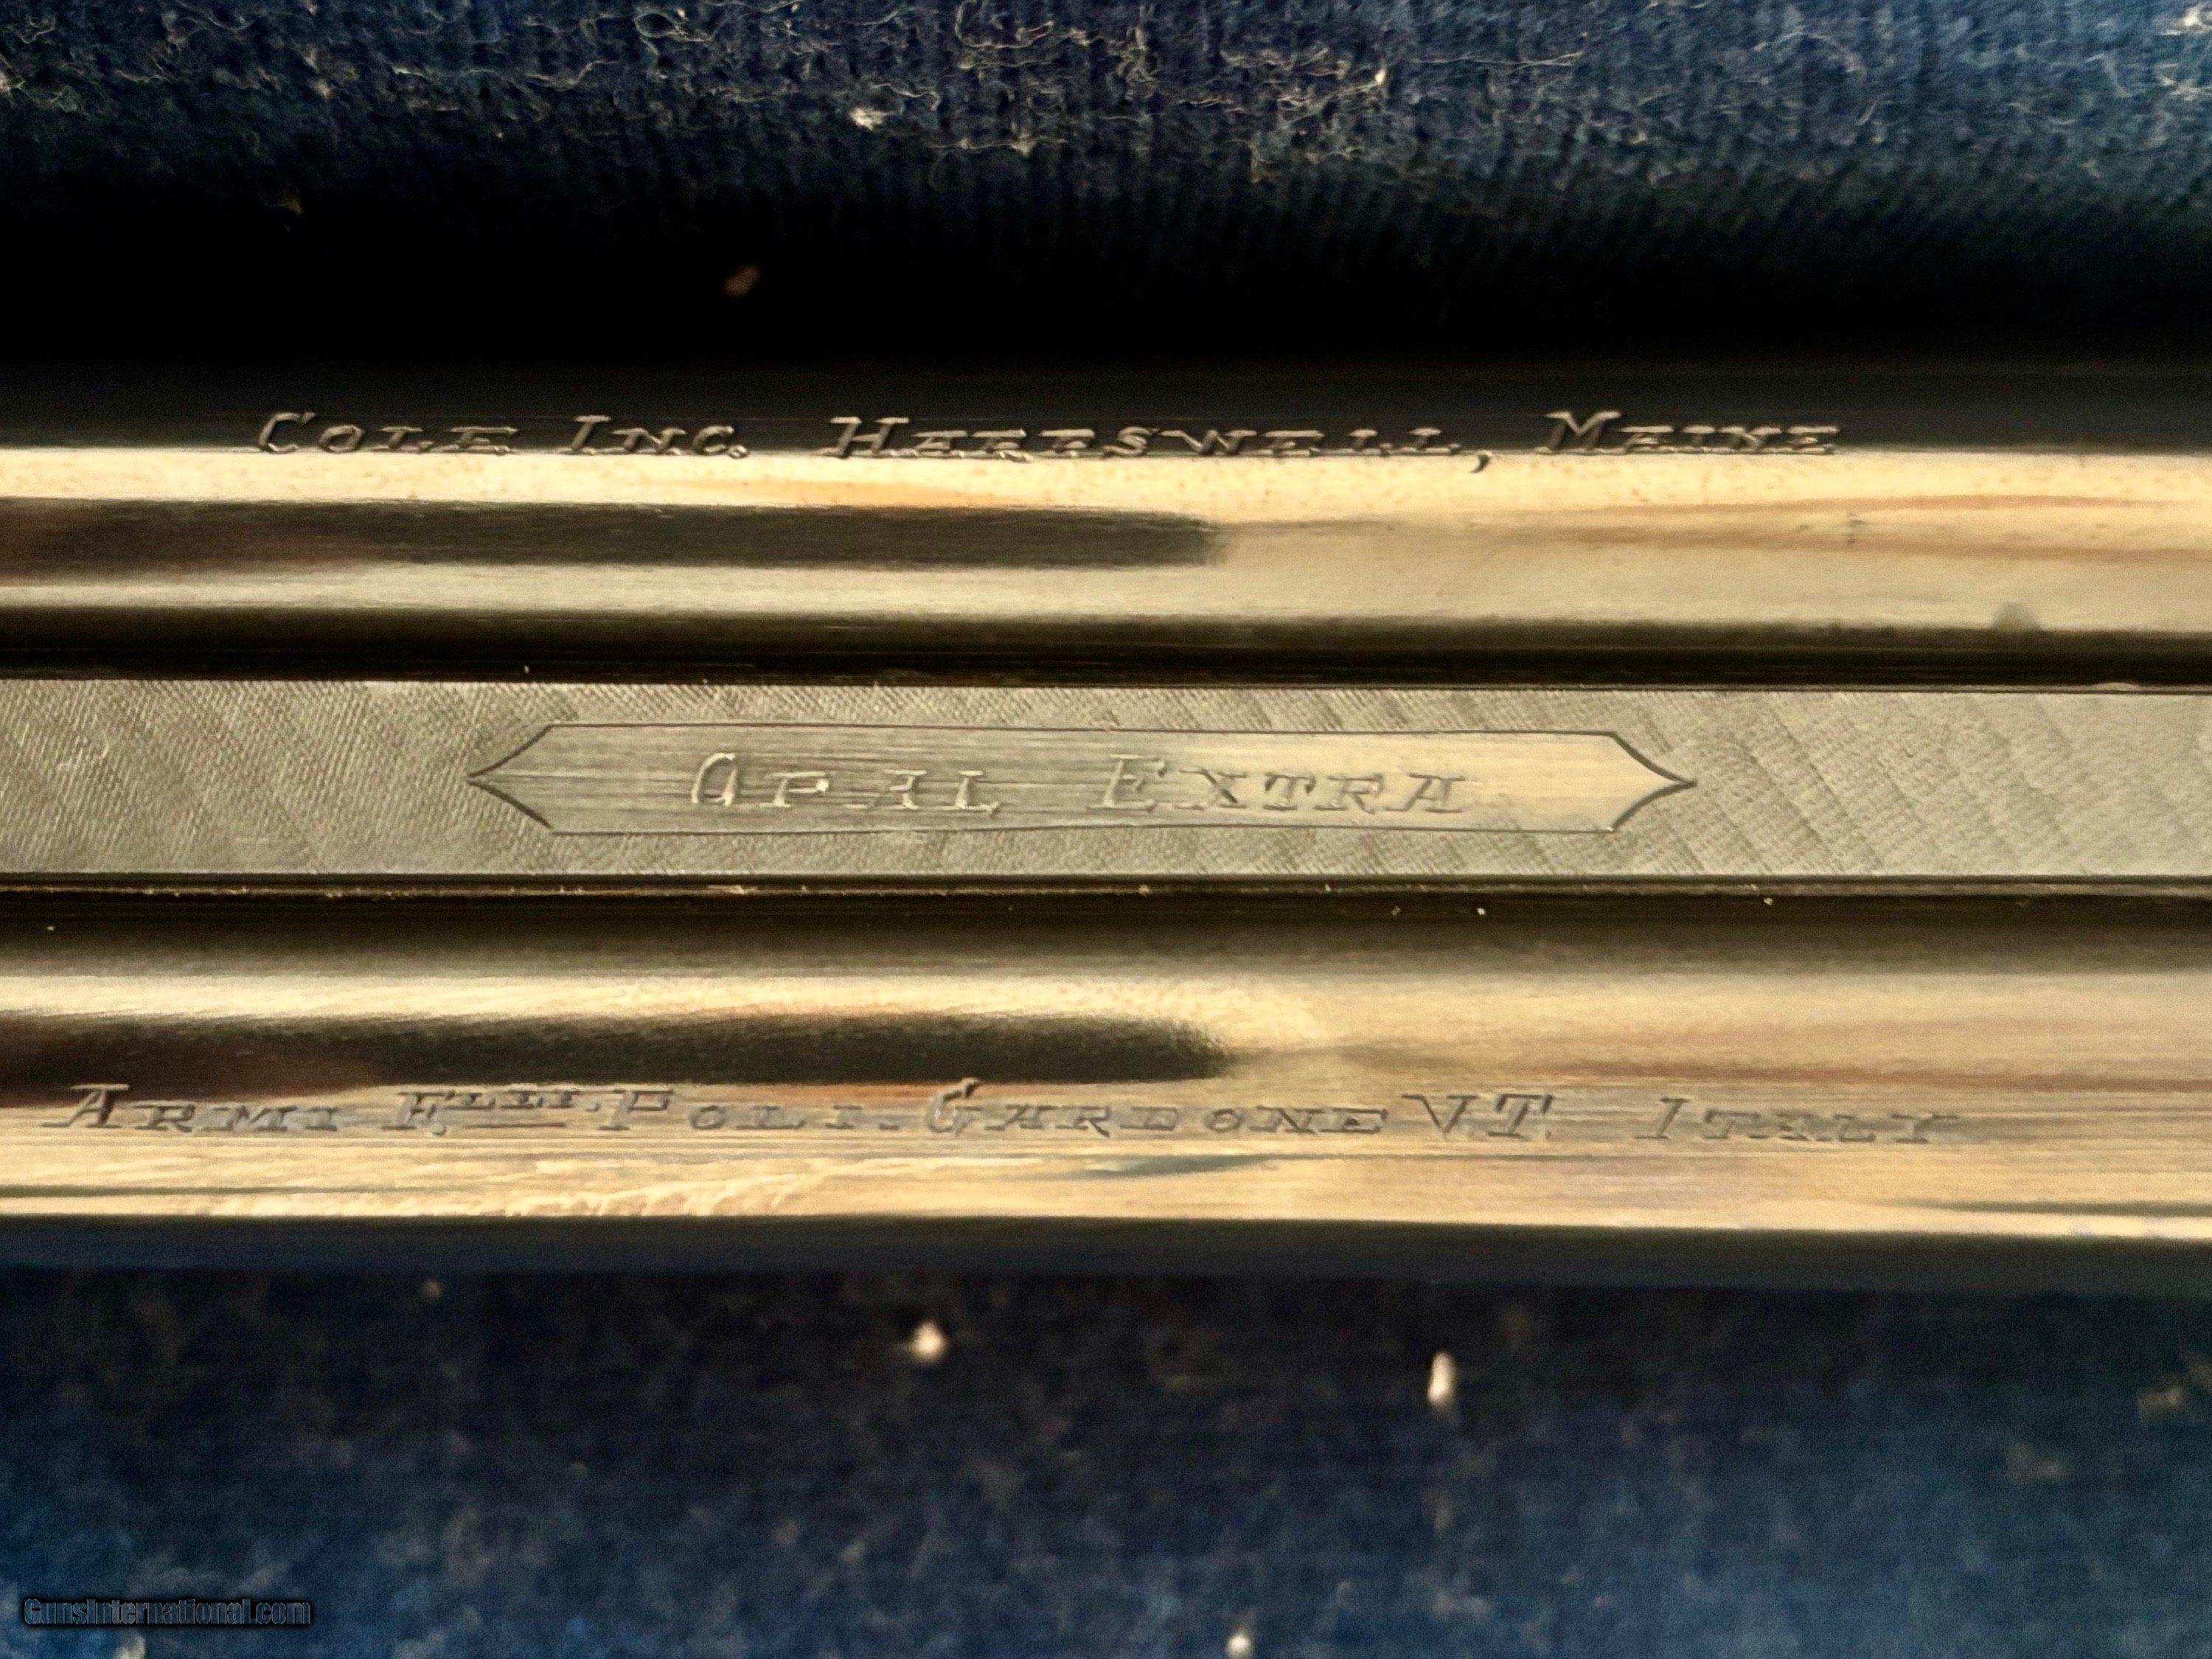 COLE INC. HARPSWELL, MAINE
OPAL EXTRA
ARMI F.LLI. POLI. GARDONE V.T. ITALY
GunsInternational.com